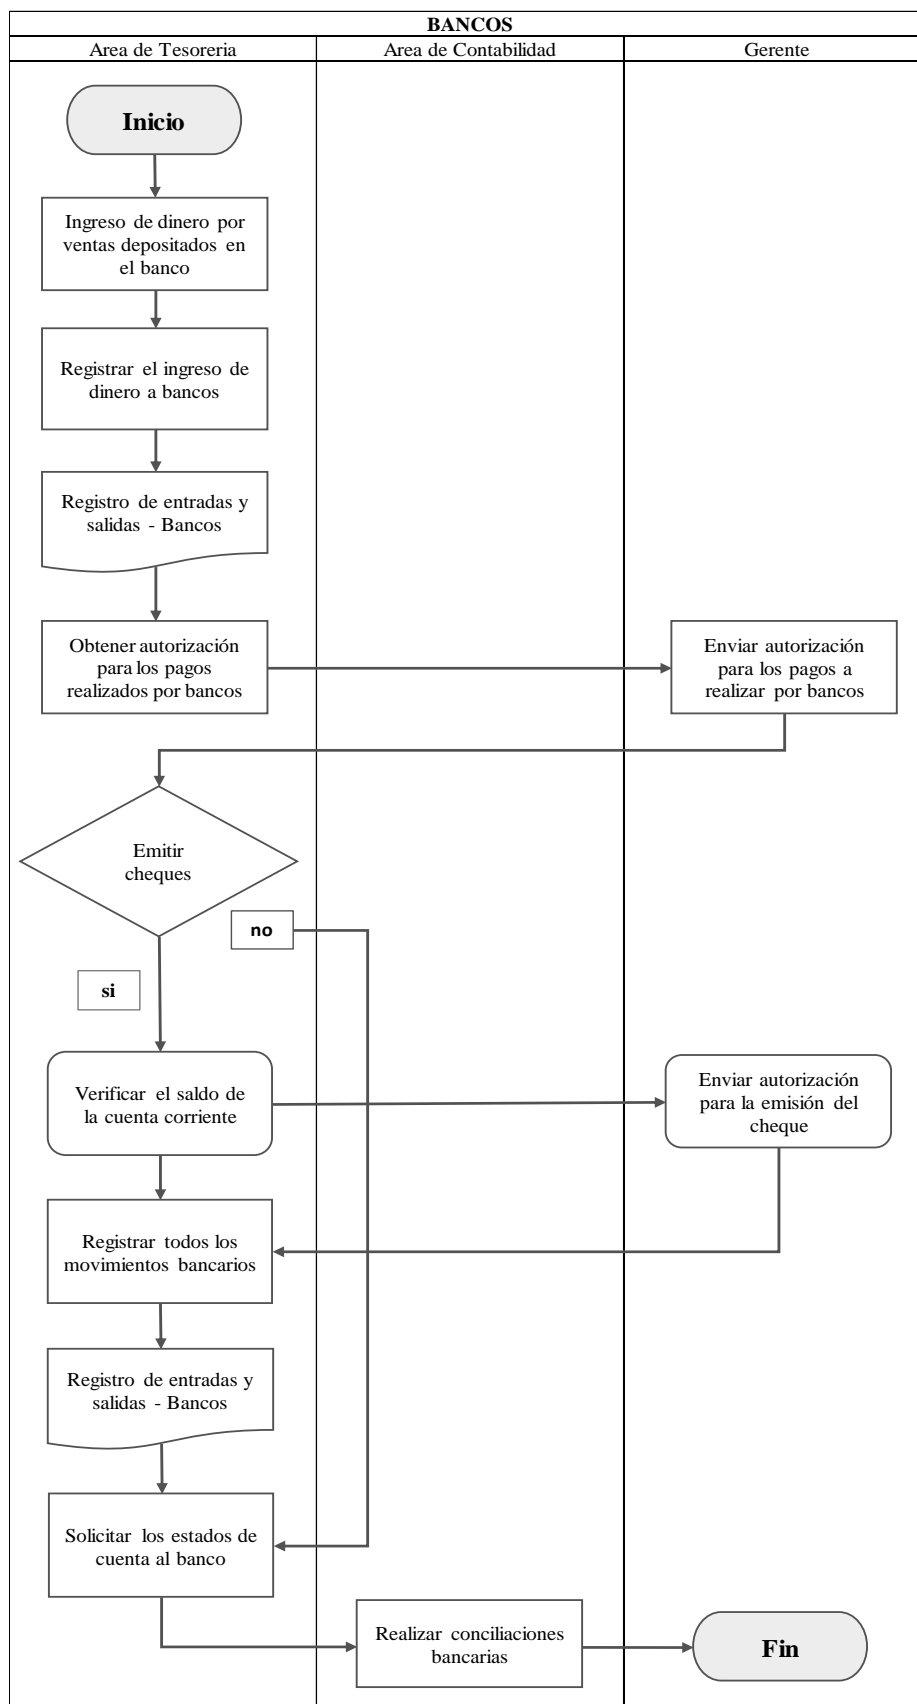 BANCOS
Area de Tesoreria
Area de Contabilidad
Gerente
Inicio
Ingreso de dinero por
ventas depositados en
el banco
Registrar el ingreso de
dinero a bancos
Registro de entradas y
salidas - Bancos
Obtener autorización
para los pagos
realizados por bancos
Enviar autorización
para los pagos a
realizar por bancos
Emitir
cheques
no
si
Verificar el saldo de
la cuenta corriente
Enviar autorización
para la emisión del
cheque
Registrar todos los
movimientos bancarios
Registro de entradas y
salidas - Bancos
Solicitar los estados de
cuenta al banco
Realizar conciliaciones
bancarias
Fin